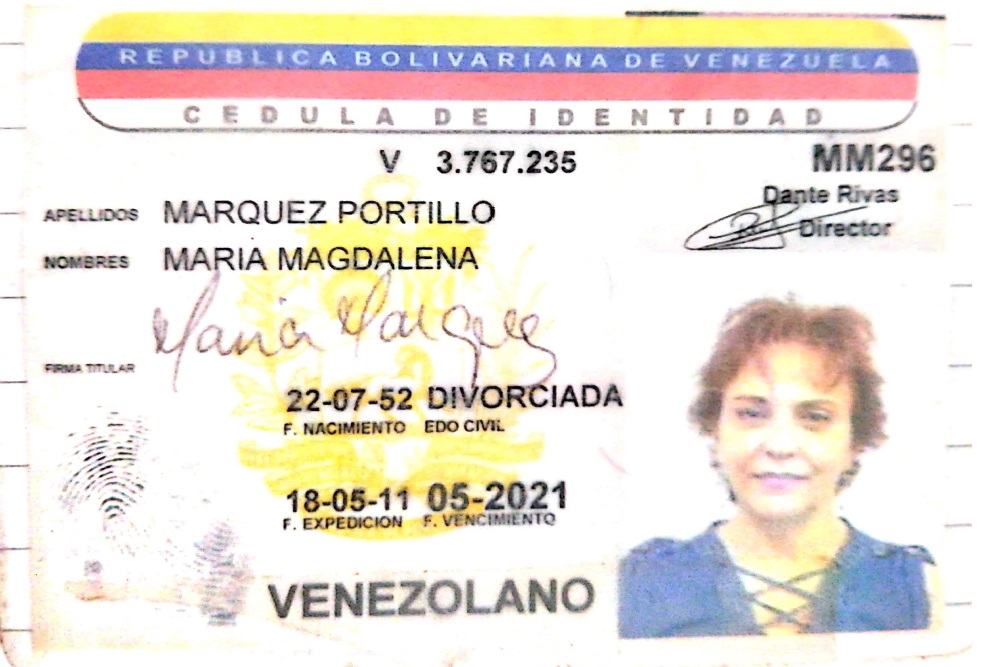 REPUBLICA BOLIVARIANA DE VENEZUELA
CEDULA DE IDENTIDAD
V 3.767.235
MM296
Dante Rivas
Director
APELLIDOS MARQUEZ PORTILLO
NOMBRES MARIA MAGDALENA
Maria Marquez
FIRMA TITULAR
22-07-52 DIVORCIADA
F. NACIMIENTO EDO CIVIL
18-05-11 05-2021
F. EXPEDICION F. VENCIMIENTO
VENEZOLANO